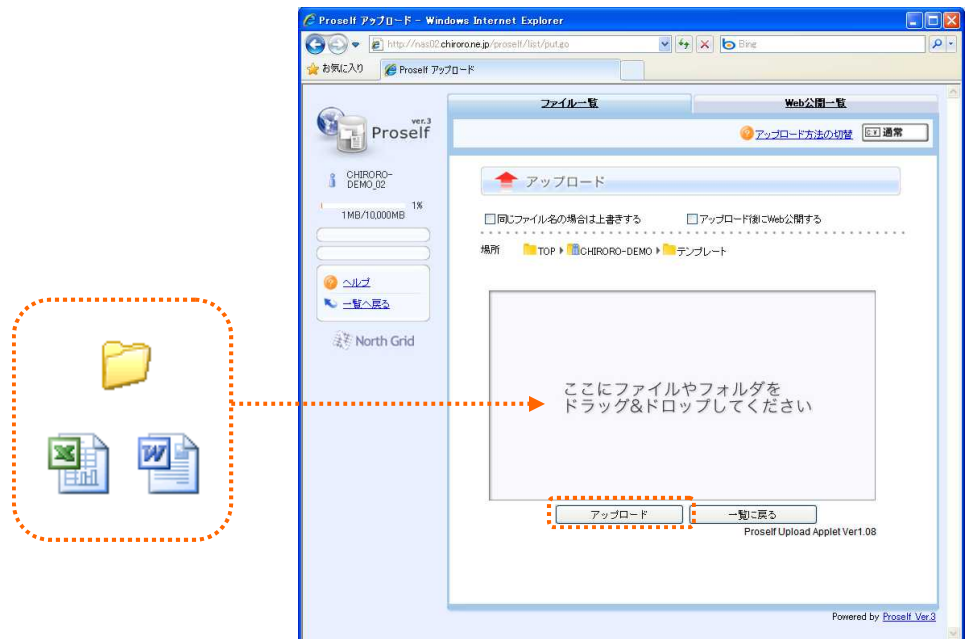 Proself アップロード - Windows Internet Explorer
http://nas02.chirorone.jp/proself/list/put.go
Bing
お気に入り
Proself アップロード
ファイル一覧
Web公開一覧
ver.3
Proself
アップロード方法の切替
通常
CHIRORO-
DEMO_02
アップロード
1%
1MB/10,000MB
同じファイル名の場合は上書きする
アップロード後にWeb公開する
場所
TOP
CHIRORO-DEMO
テンプレート
ヘルプ
一覧へ戻る
North Grid
ここにファイルやフォルダを
ドラッグ&ドロップしてください
アップロード
一覧に戻る
Proself Upload Applet Ver1.08
Powered by Proself Ver.3